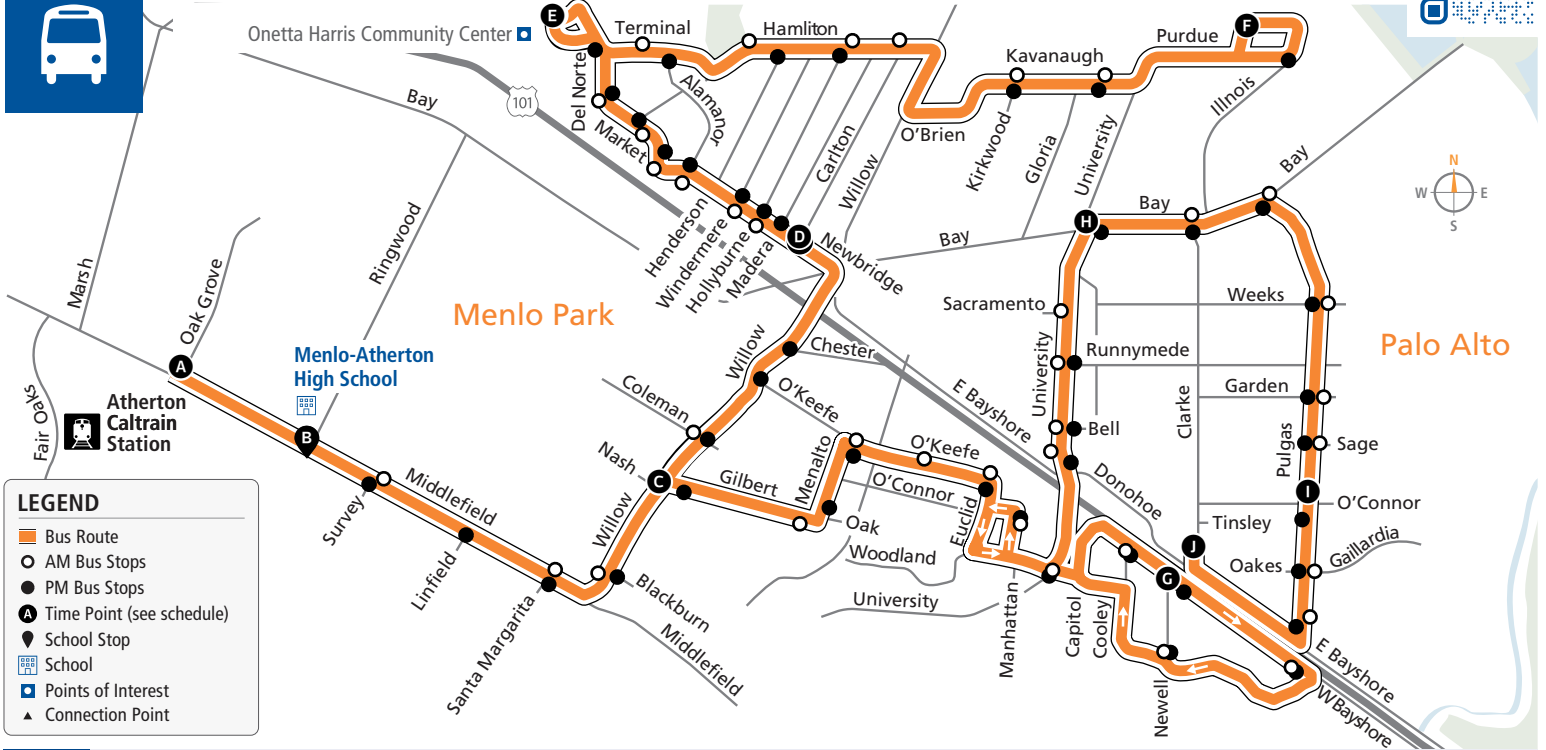 E
F
Terminal
Hamliton
Purdue
Onetta Harris Community Center
Kavanaugh
101
Bay
Del Norte
Alamanor
Illnois
Market
O'Brien
Carlton
Willow
Kirkwood
Gloria
University
Bay
N
W
E
S
Bay
H
Henderson
Windermere
Hollyburne
Madera
D
Newbridge
Bay
Ringwood
Marsh
Oak Grove
Sacramento
Weeks
Menlo Park
Palo Alto
Willow
Chester
Runnymede
Menlo-Atherton
High School
A
University
Garden
Coleman
O'Keefe
E Bayshore
Clarke
Fair Oaks
Atherton
Caltrain
Station
B
Bell
Pulgas
Sage
Nash
Menalto
O'Keefe
C
Gilbert
O'Connor
Donohoe
I
O'Connor
Middlefield
Survey
Willow
Oak
Euclid
Tinsley
J
Gaillardia
Woodland
Oakes
Linfield
G
Blackburn
University
Manhattan
Capitol
Cooley
Santa Margarita
Middlefield
Newell
E Bayshore
W Bayshore
LEGEND
Bus Route
AM Bus Stops
PM Bus Stops
A Time Point (see schedule)
School Stop
School
Points of Interest
Connection Point